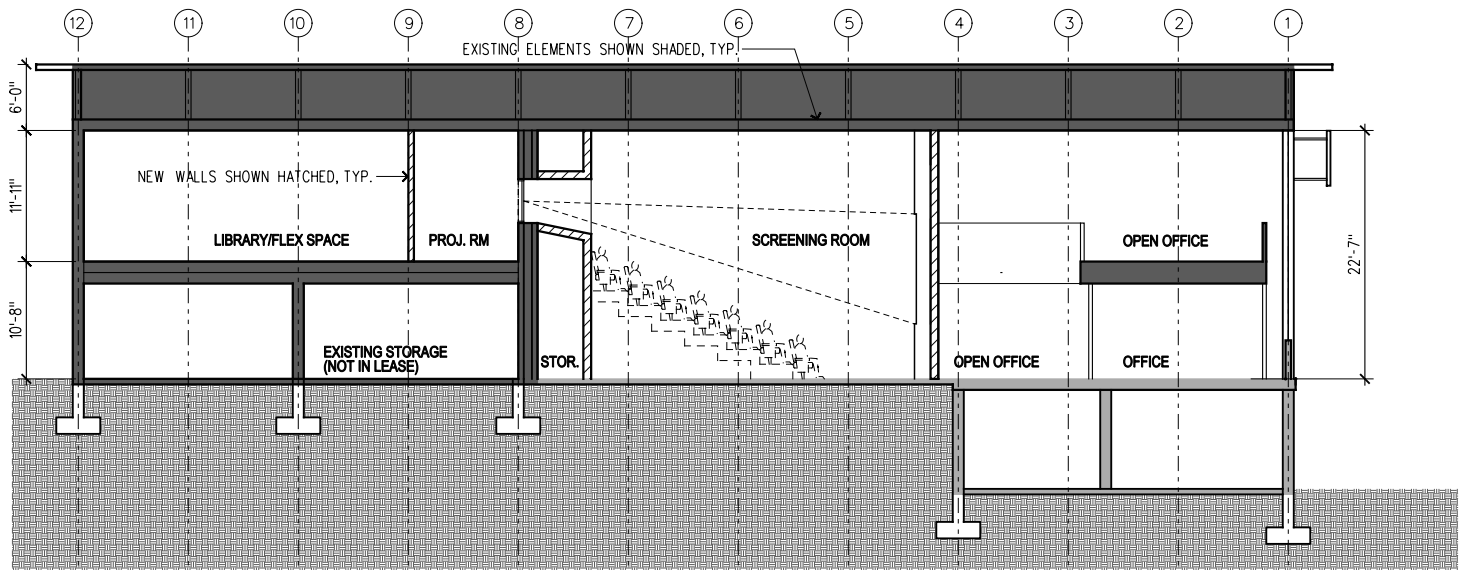 12 11 10 9 8 7 6 5 4 3 2 1
EXISTING ELEMENTS SHOWN SHADED, TYP.
6'-0"
11'-11"
10'-8"
22'-7"
NEW WALLS SHOWN HATCHED, TYP.
LIBRARY/FLEX SPACE
PROJ. RM
SCREENING ROOM
OPEN OFFICE
EXISTING STORAGE
(NOT IN LEASE)
STOR.
OPEN OFFICE
OFFICE